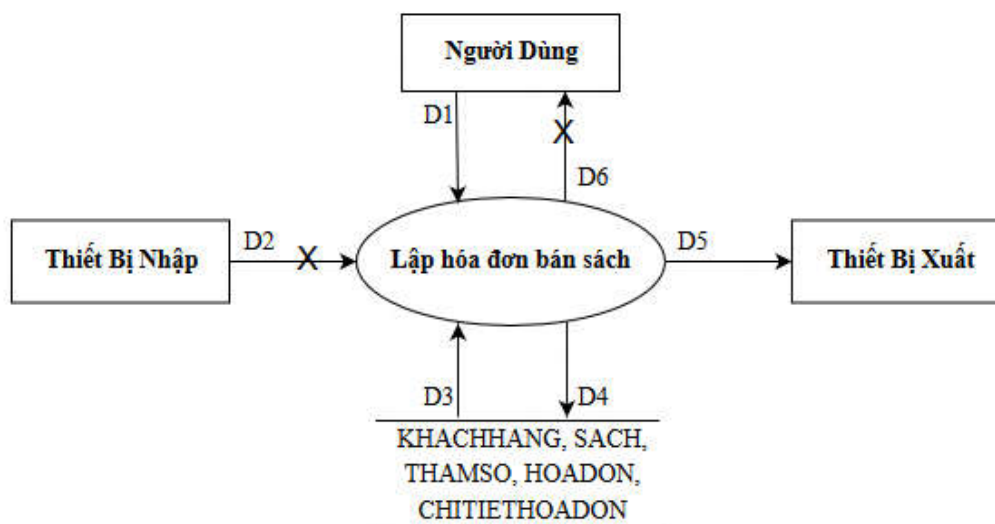 Người Dùng
D1
X
D6
Thiết Bị Nhập
D2
X
Lập hóa đơn bán sách
D5
Thiết Bị Xuất
D3
D4
KHACHHANG, SACH,
THAMSO, HOADON,
CHITIETHOADON